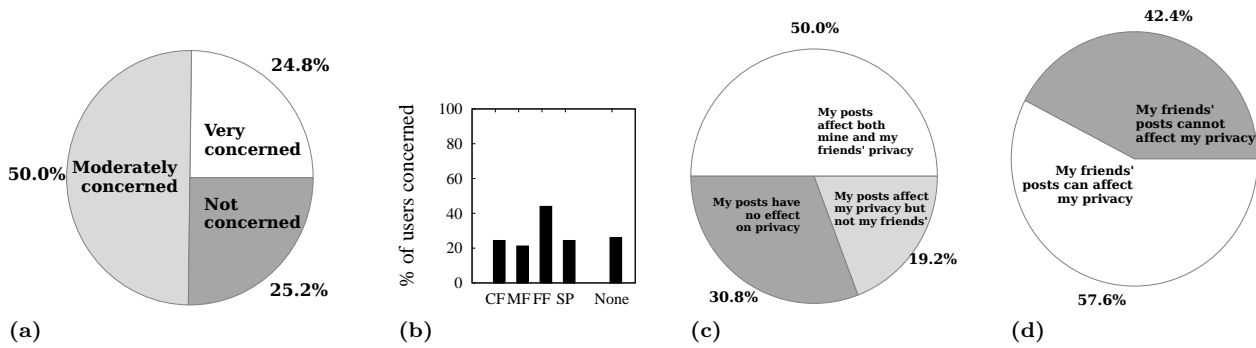 24.8%
Very
concerned
50.0%
Moderately
concerned
Not
concerned
25.2%
(a)
% of users concerned
100
80
60
40
20
0
CF MF FF SP None
(b)
50.0%
My posts
affect both
mine and my
friends' privacy
My posts have
no effect
on privacy
My posts affect
my privacy but
not my friends'
30.8%
19.2%
(c)
42.4%
My friends'
posts cannot
affect my privacy
My friends'
posts can affect
my privacy
57.6%
(d)